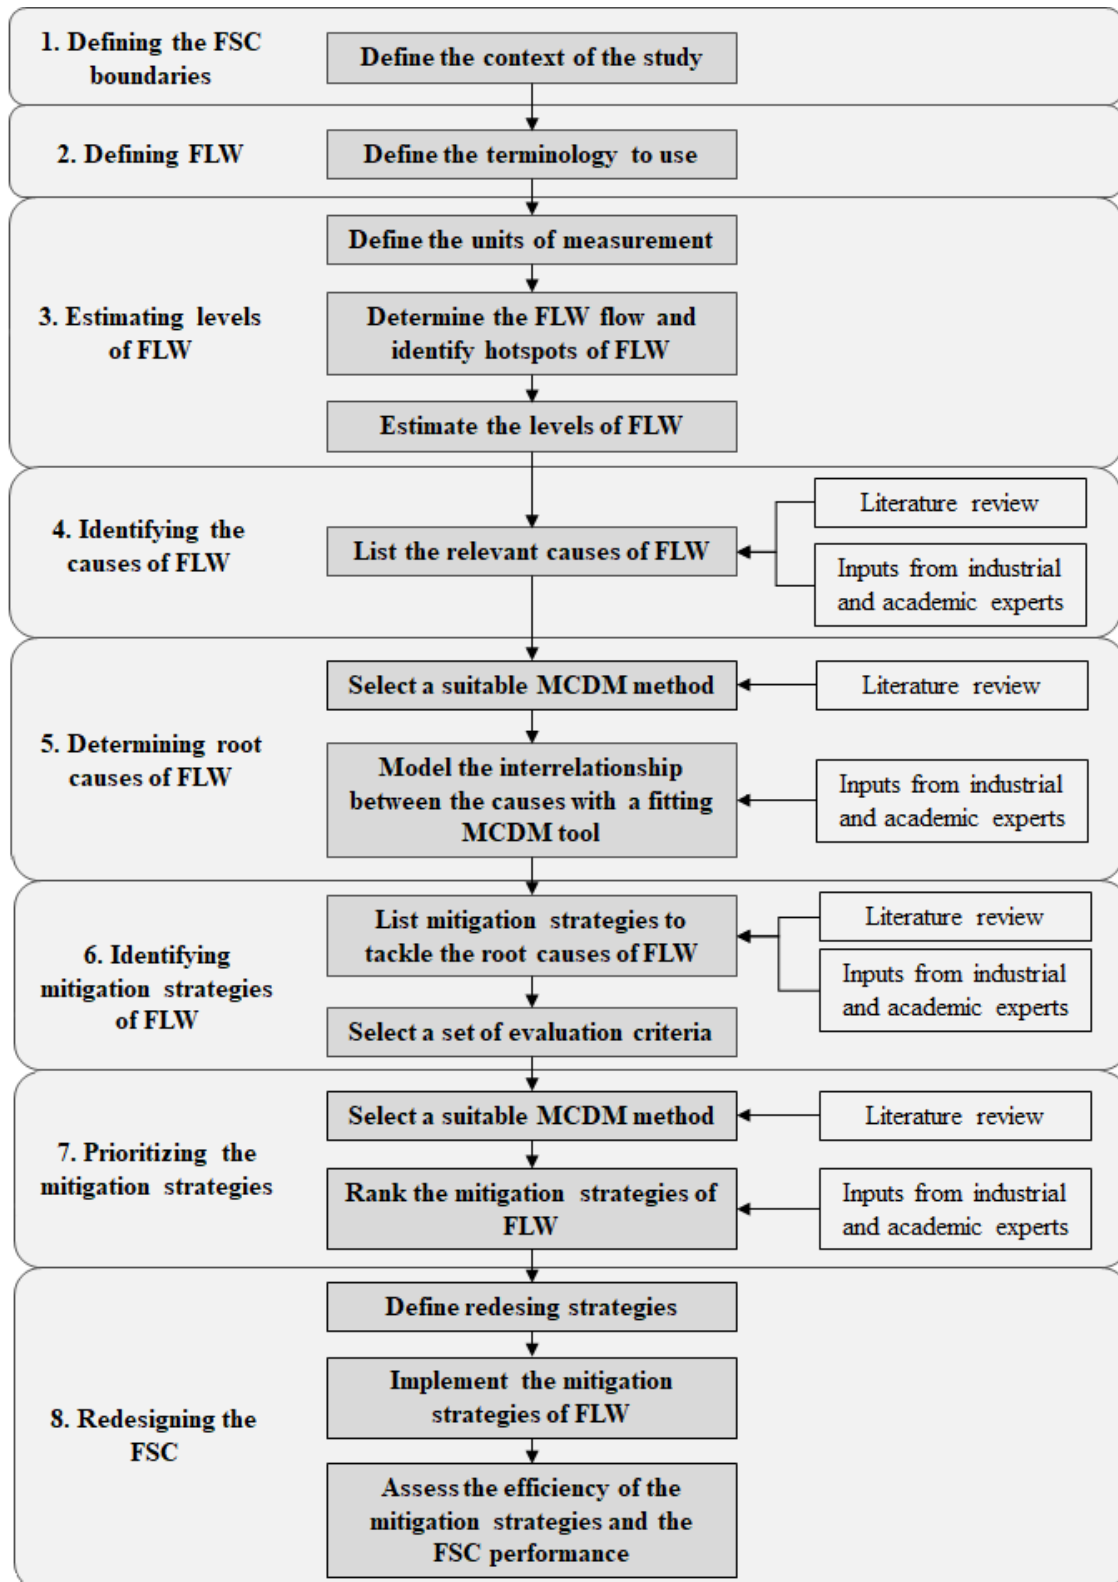 1. Defining the FSC
boundaries
Define the context of the study
2. Defining FLW
Define the terminology to use
3. Estimating levels
of FLW
Define the units of measurement
Determine the FLW flow and
identify hotspots of FLW
Estimate the levels of FLW
4. Identifying the
causes of FLW
List the relevant causes of FLW
Literature review
Inputs from industrial
and academic experts
5. Determining root
causes of FLW
Select a suitable MCDM method
Literature review
Model the interrelationship
between the causes with a fitting
MCDM tool
Inputs from industrial
and academic experts
6. Identifying
mitigation strategies
of FLW
List mitigation strategies to
tackle the root causes of FLW
Literature review
Inputs from industrial
and academic experts
Select a set of evaluation criteria
7. Prioritizing the
mitigation strategies
Select a suitable MCDM method
Literature review
Rank the mitigation strategies of
FLW
Inputs from industrial
and academic experts
8. Redesigning the
FSC
Define redesing strategies
Implement the mitigation
strategies of FLW
Assess the efficiency of the
mitigation strategies and the
FSC performance